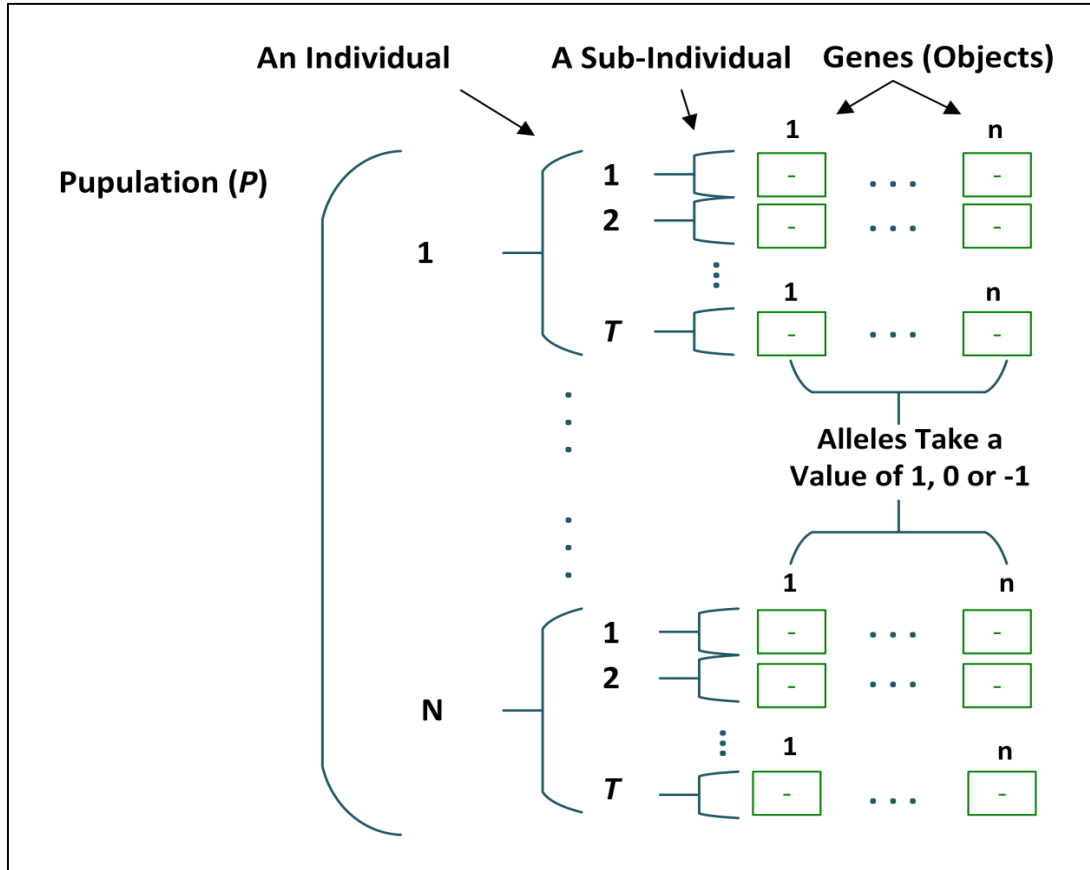 An Individual
A Sub-Individual
Genes (Objects)
1
n
Pupulation (P)
1
-
...
-
2
-
...
-
1
...
1
n
T
-
...
-
...
Alleles Take a
Value of 1, 0 or -1
...
1
n
1
-
...
-
2
-
...
-
N
...
1
n
T
-
...
-